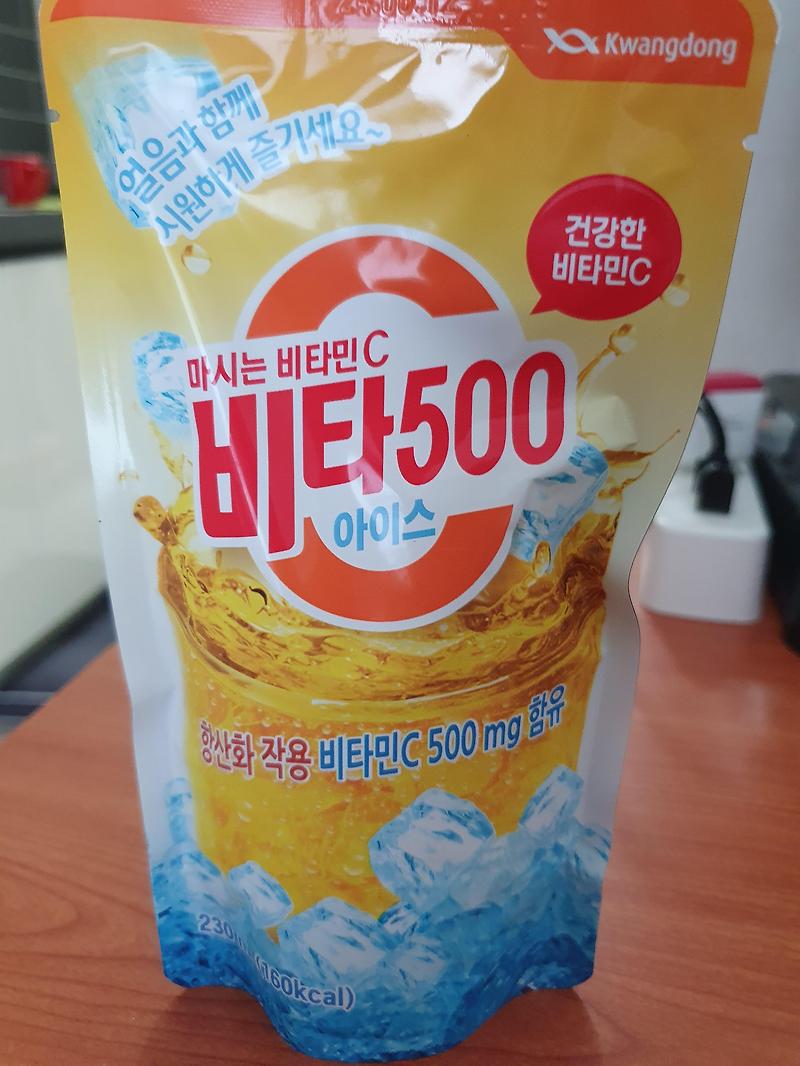 Kwangdong
얼음과 함께
시원하게 즐기세요~
건강한
비타민C
마시는 비타민C
비타500
아이스
항산화 작용 비타민C 500 mg 함유
(160kcal)